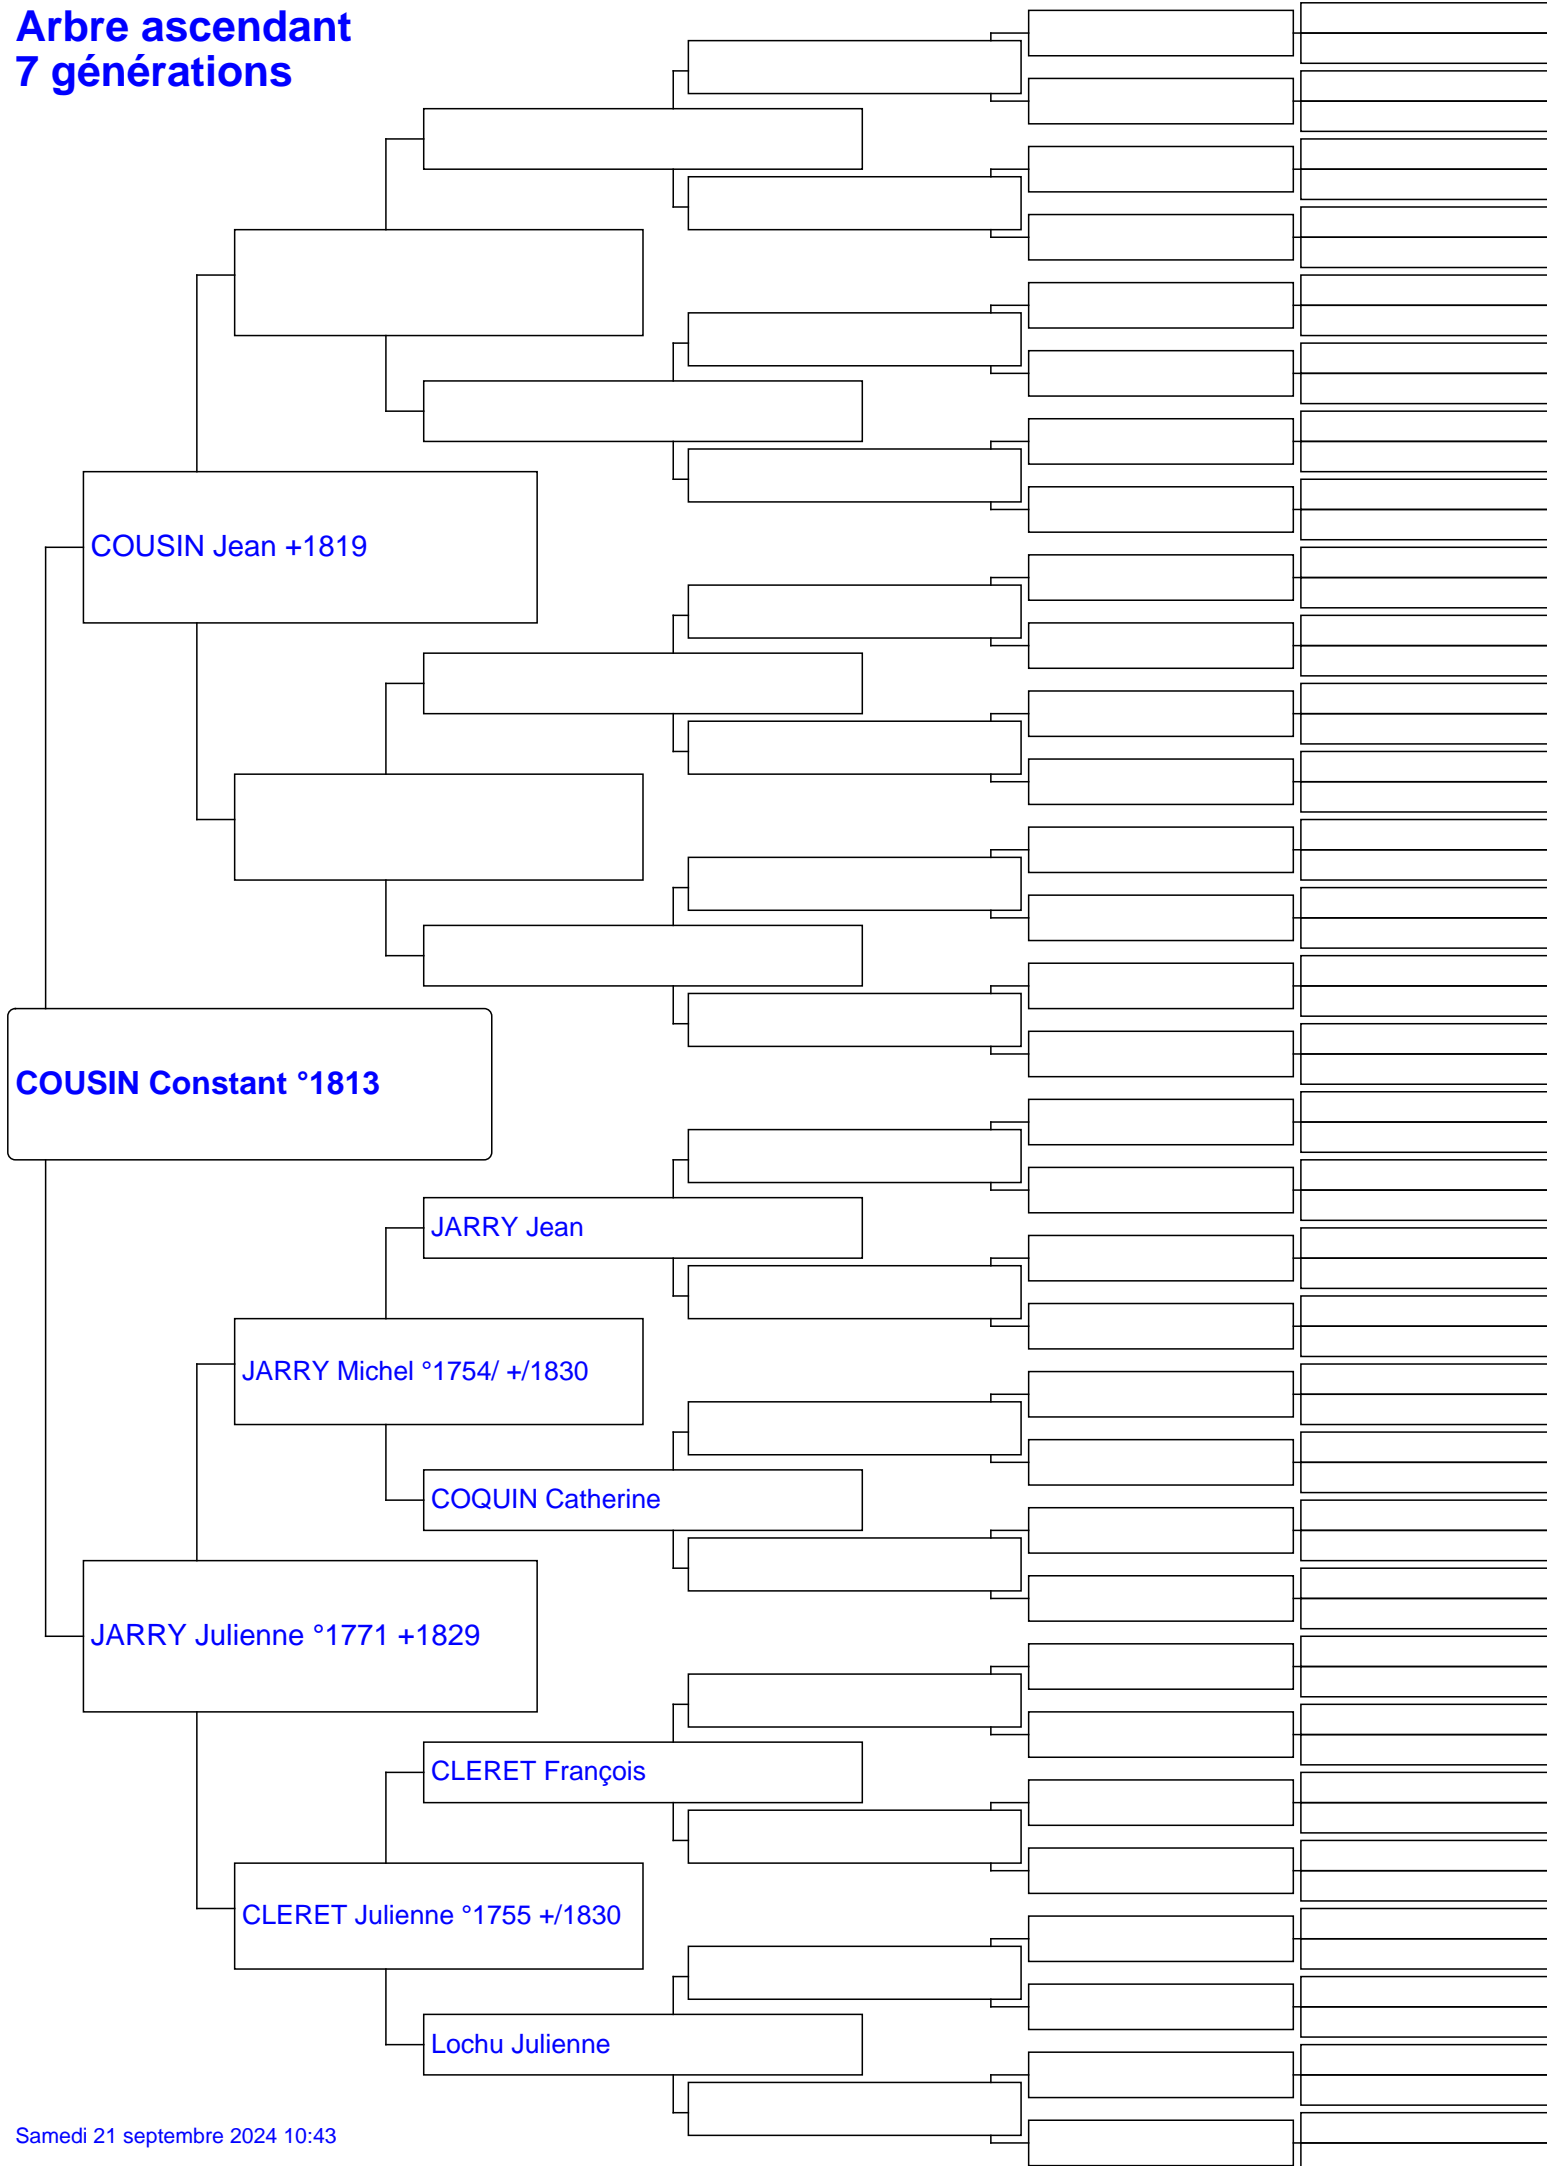 Arbre ascendant
7 générations
COUSIN Jean +1819
COUSIN Constant °1813
JARRY Jean
JARRY Michel °1754/ +/1830
COQUIN Catherine
JARRY Julienne °1771 +1829
CLERET François
CLERET Julienne °1755 +/1830
Lochu Julienne
Samedi 21 septembre 2024 10:43